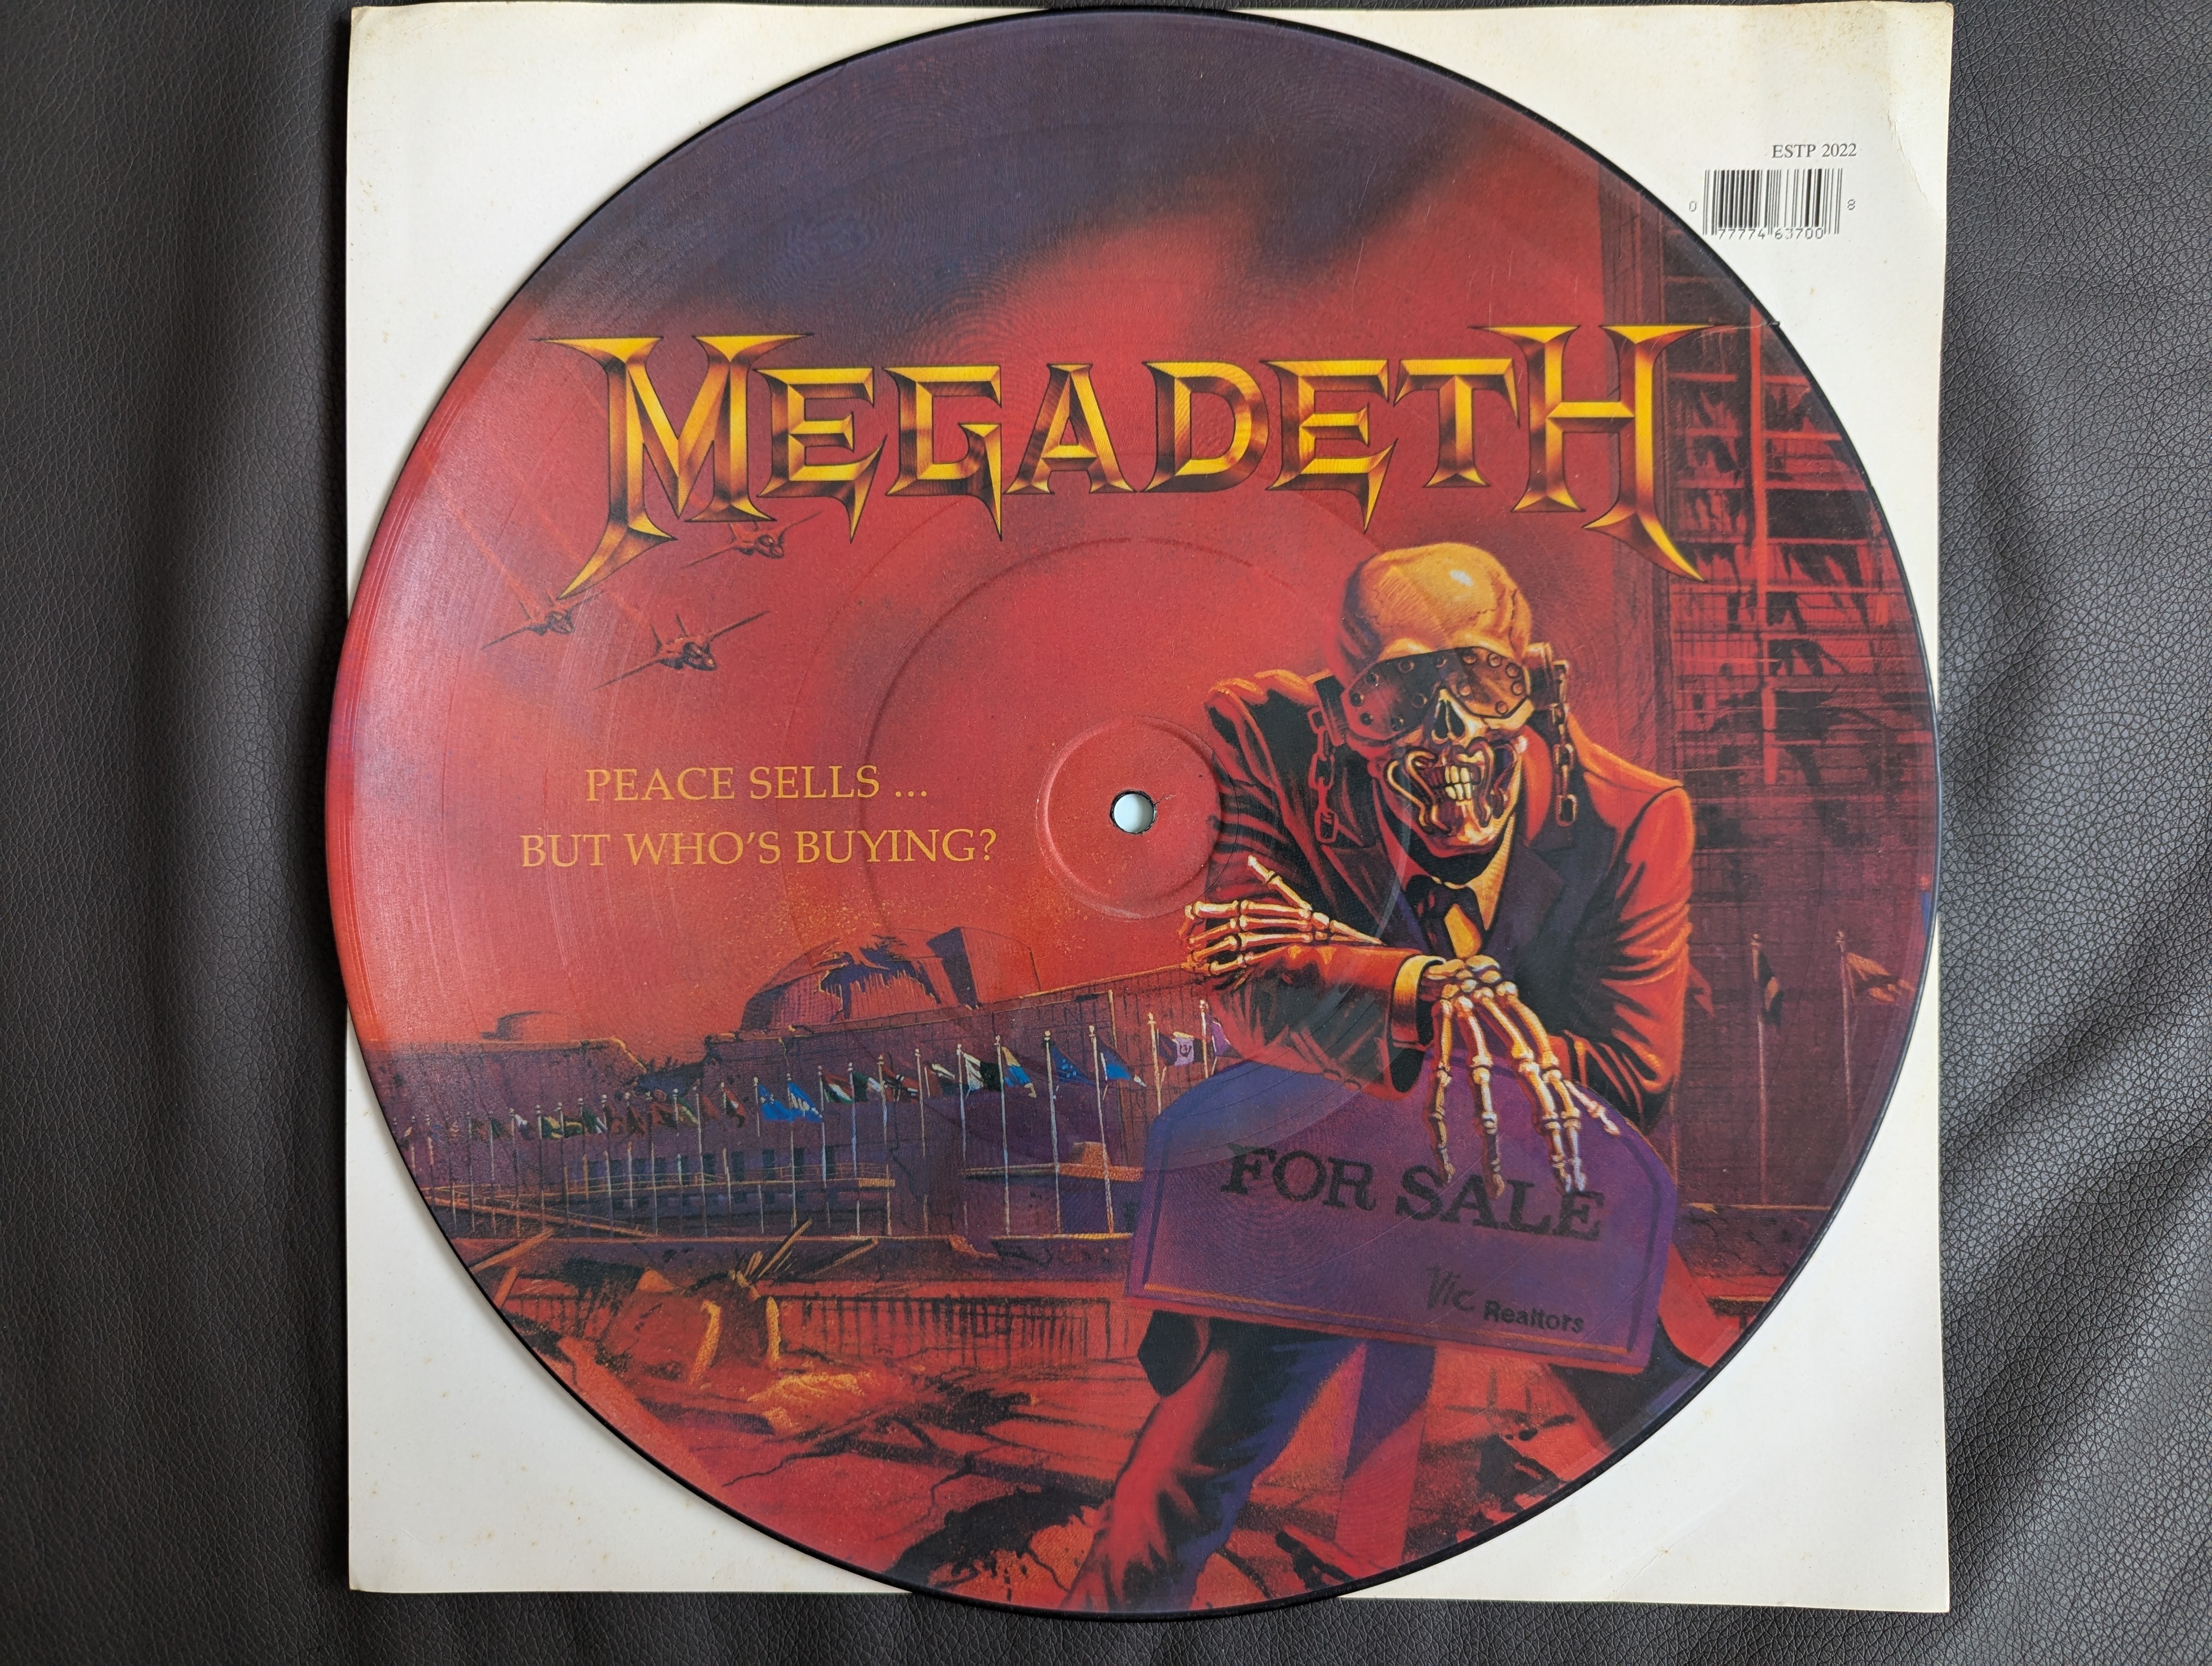 ESTP 2022
0 77774 63700 8
MEGADETH
PEACE SELLS ...
BUT WHO'S BUYING?
FOR SALE
Vic Realtors